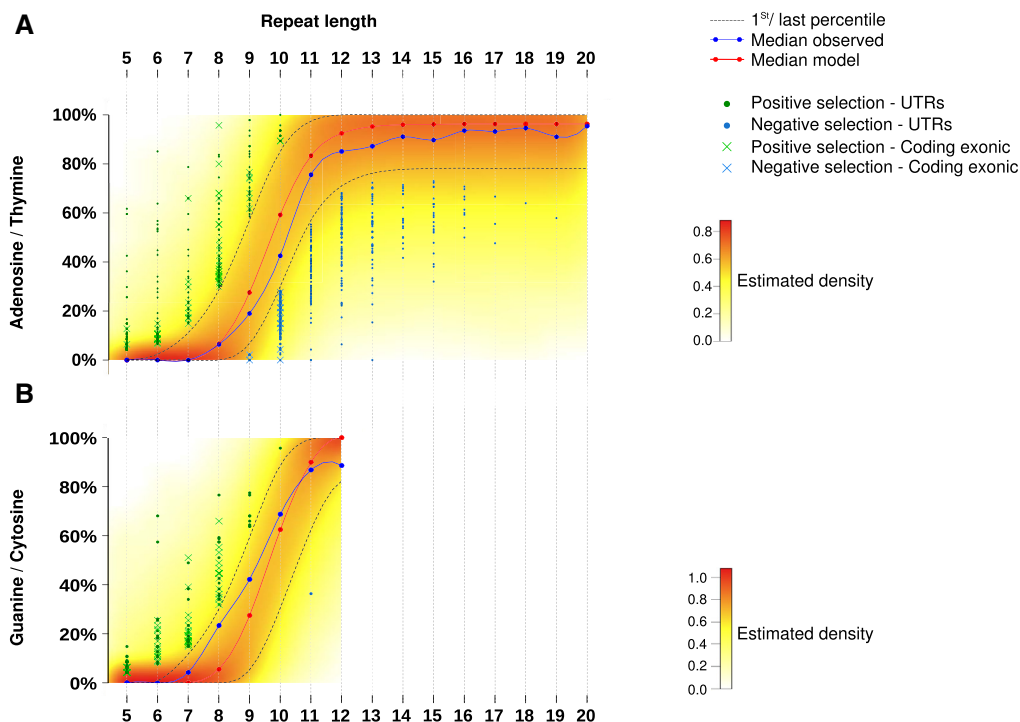 A
Repeat length
5 6 7 8 9 10 11 12 13 14 15 16 17 18 19 20
Adenosine / Thymine
100%
80%
60%
40%
20%
0%
1St/ last percentile
Median observed
Median model
Positive selection - UTRs
Negative selection - UTRs
Positive selection - Coding exonic
Negative selection - Coding exonic
0.8
0.6
0.4
0.2
0.0
Estimated density
B
Guanine / Cytosine
100%
80%
60%
40%
20%
0%
5 6 7 8 9 10 11 12 13 14 15 16 17 18 19 20
1.0
0.8
0.6
0.4
0.2
0.0
Estimated density